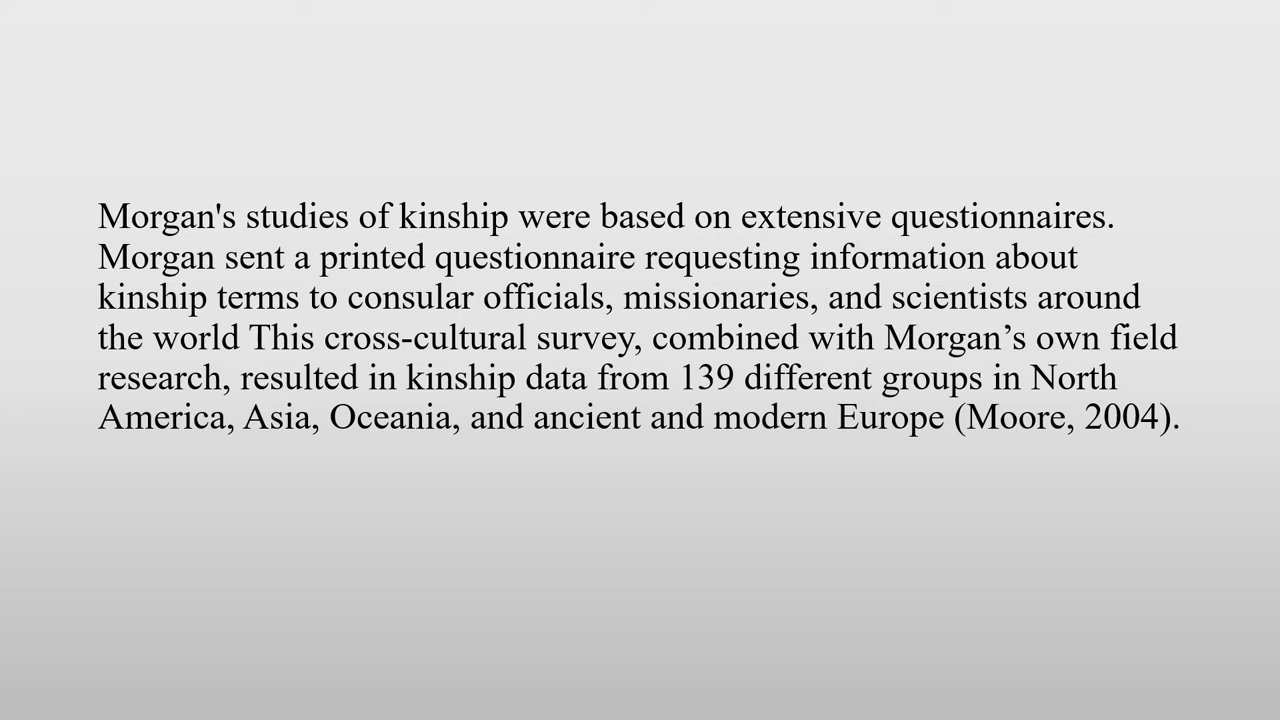 Morgan's studies of kinship were based on extensive questionnaires.
Morgan sent a printed questionnaire requesting information about
kinship terms to consular officials, missionaries, and scientists around
the world This cross-cultural survey, combined with Morgan’s own field
research, resulted in kinship data from 139 different groups in North
America, Asia, Oceania, and ancient and modern Europe (Moore, 2004).